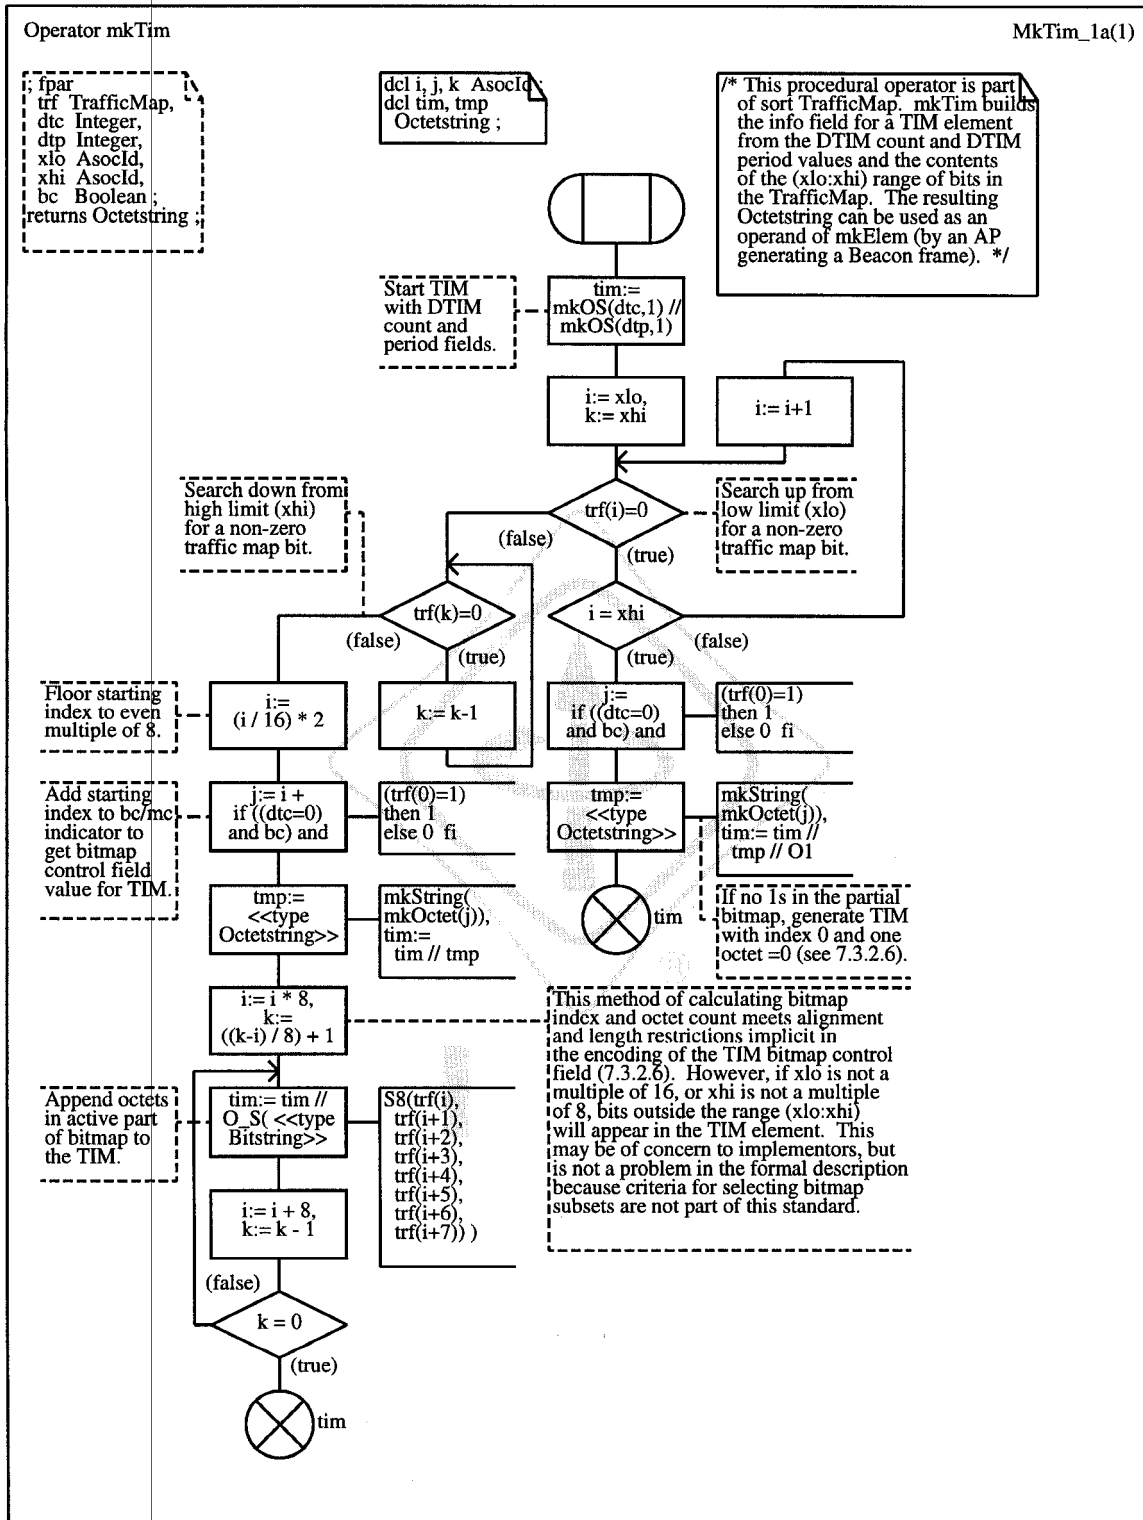 Operator mkTim
MkTim_1a(1)
; fpar
trf TrafficMap,
dtc Integer,
dtp Integer,
xlo AsocId,
xhi AsocId,
bc Boolean ;
returns Octetstring ;
dcl i, j, k AsocId ;
dcl tim, tmp
Octetstring ;
/* This procedural operator is part
of sort TrafficMap. mkTim builds
the info field for a TIM element
from the DTIM count and DTIM
period values and the contents
of the (xlo:xhi) range of bits in
the TrafficMap. The resulting
Octetstring can be used as an
operand of mkElem (by an AP
generating a Beacon frame). */
Start TIM
with DTIM
count and
period fields.
tim:=
mkOS(dtc,1) //
mkOS(dtp,1)
i:= xlo,
k:= xhi
i:= i+1
Search down from
high limit (xhi)
for a non-zero
traffic map bit.
trf(i)=0
(false)
(true)
Search up from
low limit (xlo)
for a non-zero
traffic map bit.
trf(k)=0
(false)
(true)
i = xhi
(false)
(true)
Floor starting
index to even
multiple of 8.
i:=
(i / 16) * 2
k:= k-1
j:=
if ((dtc=0)
and bc) and
(trf(0)=1)
then 1
else 0 fi
Add starting
index to bc/mc
indicator to
get bitmap
control field
value for TIM.
j:= i +
if ((dtc=0)
and bc) and
(trf(0)=1)
then 1
else 0 fi
tmp:=
<<type
Octetstring>>
mkString(
mkOctet(j)),
tim:= tim //
tmp // O1
tim
If no 1s in the partial
bitmap, generate TIM
with index 0 and one
octet =0 (see 7.3.2.6).
tmp:=
<<type
Octetstring>>
mkString(
mkOctet(j)),
tim:=
tim // tmp
i:= i * 8,
k:=
((k-i) / 8) + 1
This method of calculating bitmap
index and octet count meets alignment
and length restrictions implicit in
the encoding of the TIM bitmap control
field (7.3.2.6). However, if xlo is not a
multiple of 16, or xhi is not a multiple
of 8, bits outside the range (xlo:xhi)
will appear in the TIM element. This
may be of concern to implementors, but
is not a problem in the formal description
because criteria for selecting bitmap
subsets are not part of this standard.
Append octets
in active part
of bitmap to
the TIM.
tim:= tim //
O_S( <<type
Bitstring>>
S8(trf(i),
trf(i+1),
trf(i+2),
trf(i+3),
trf(i+4),
trf(i+5),
trf(i+6),
trf(i+7)) )
i:= i + 8,
k:= k - 1
(false)
k = 0
(true)
tim